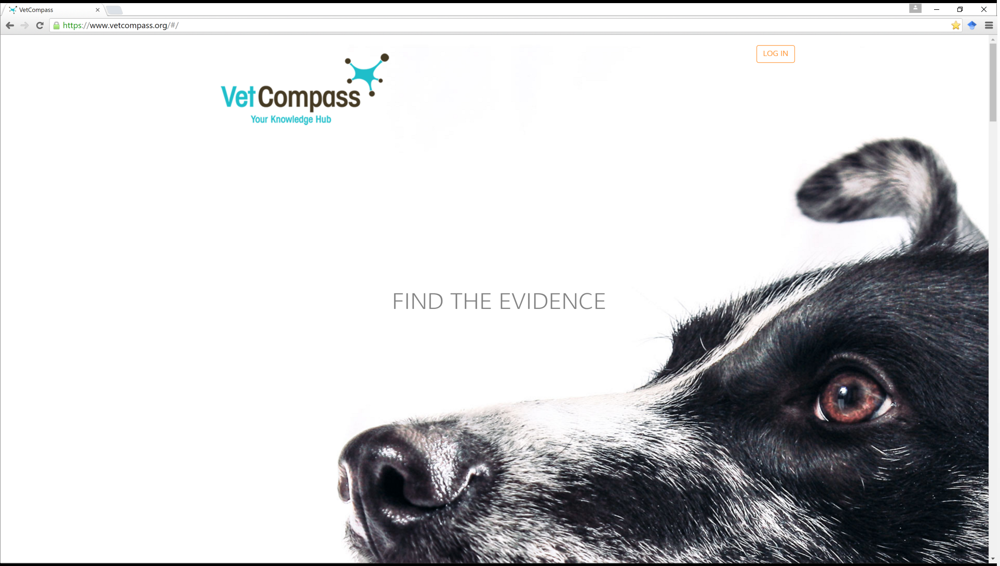 VetCompass
https://www.vetcompass.org/#/
LOG IN
VetCompass
Your Knowledge Hub
FIND THE EVIDENCE